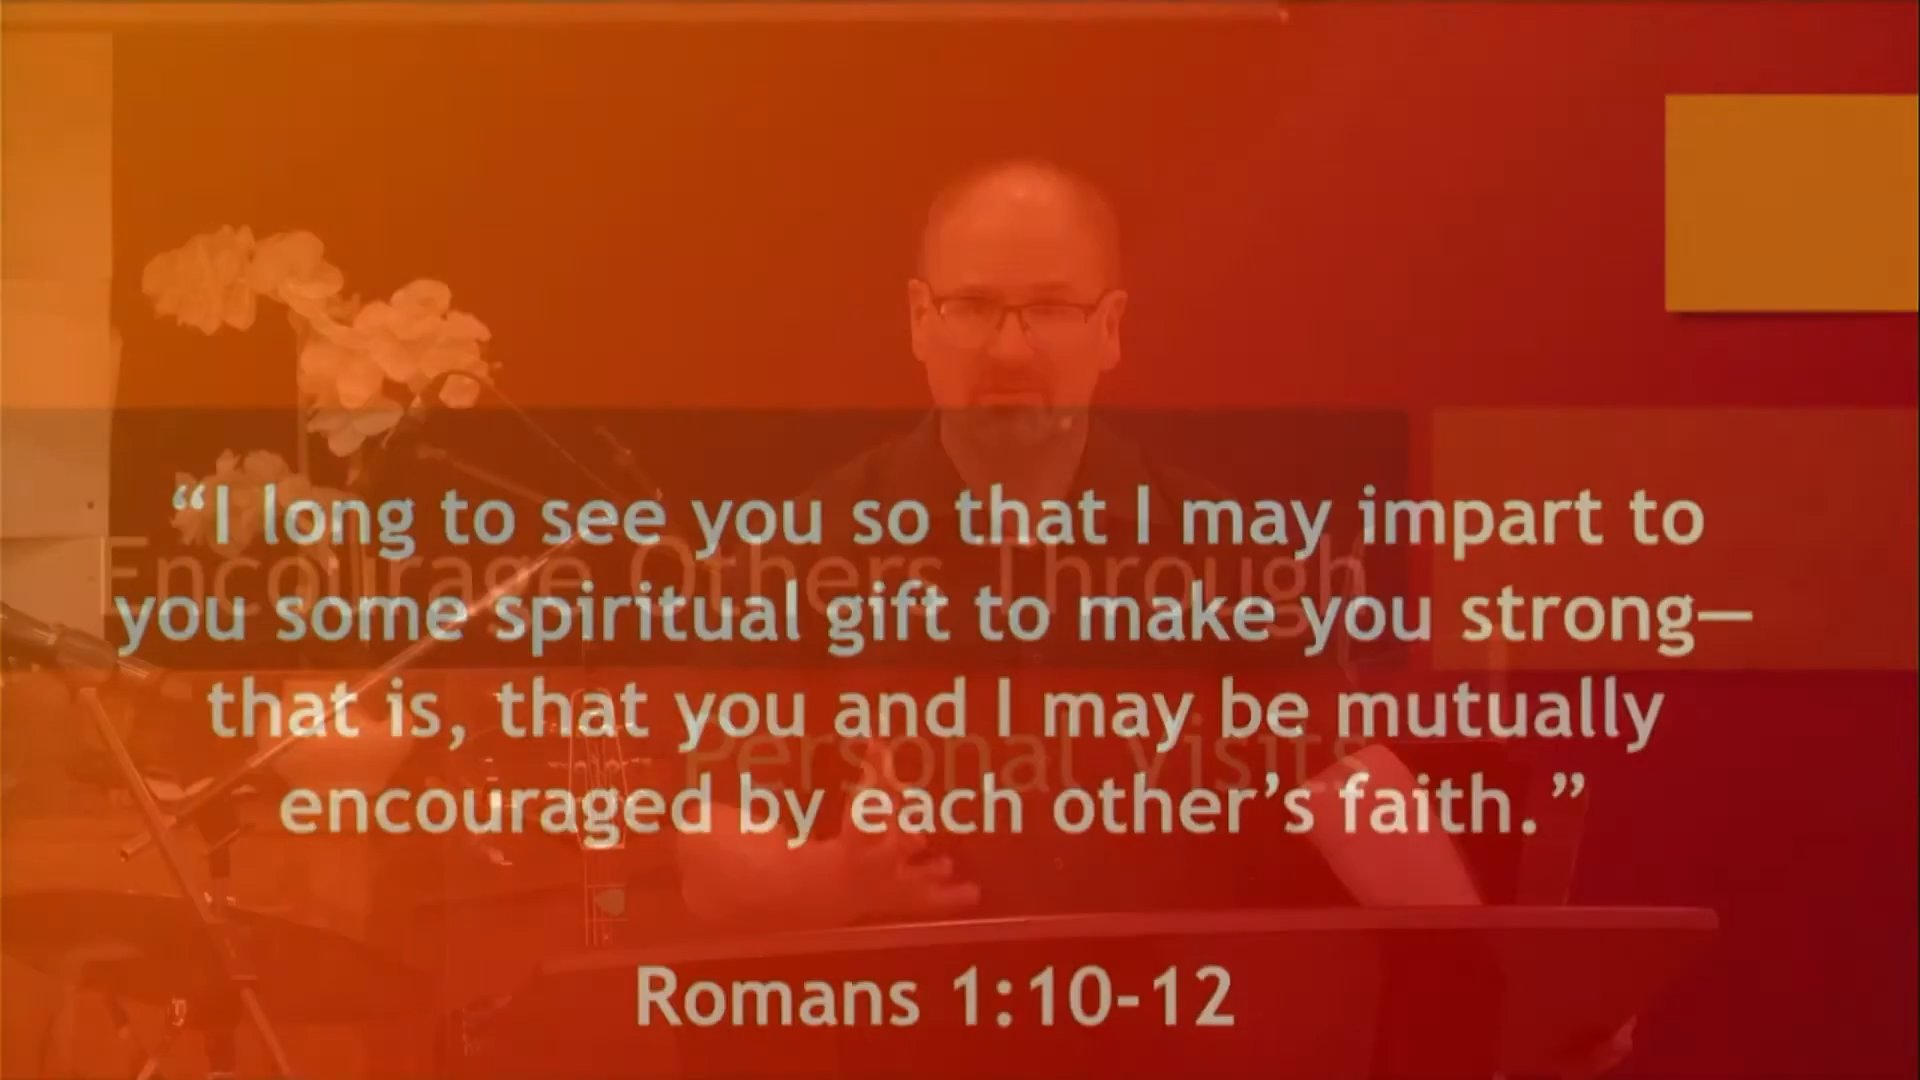 “I long to see you so that I may impart to
Encourage Others Through
you some spiritual gift to make you strong—
that is, that you and I may be mutually
Personal Visits
encouraged by each other’s faith.”
Romans 1:10-12